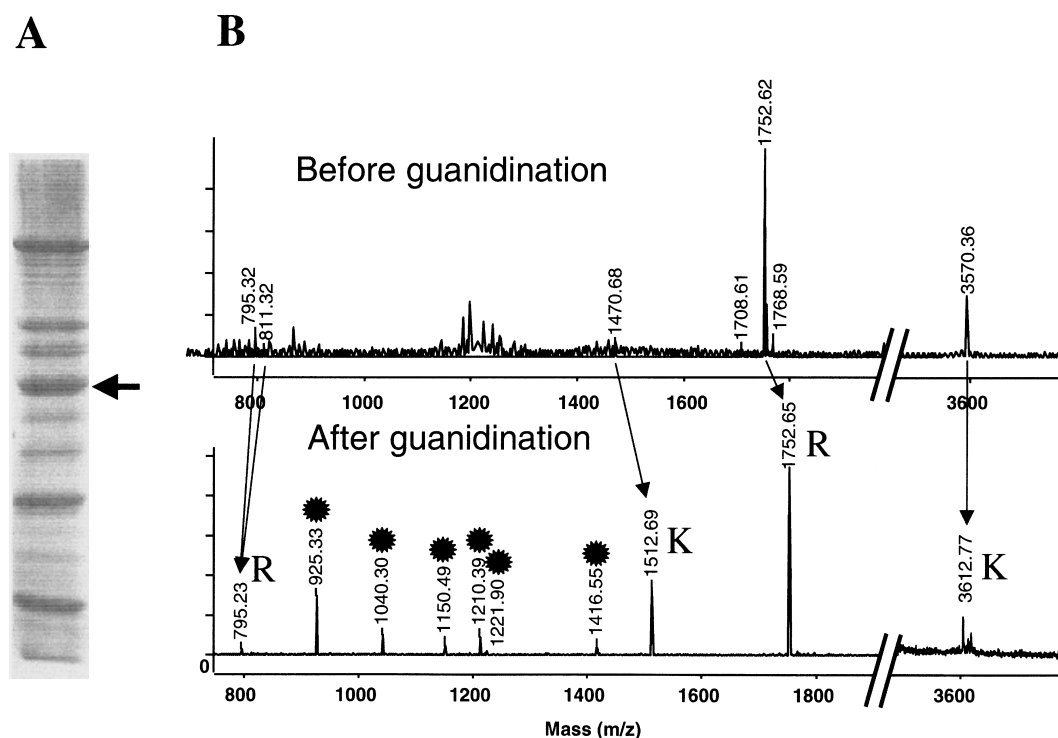 A
B
Before guanidination
795.32
811.32
1470.68
1708.61
1752.62
1768.59
3570.36
800 1000 1200 1400 1600 3600
After guanidination
795.23
R
925.33
1040.30
1150.49
1210.39
1221.90
1416.55
1512.69
K
1752.65
R
3612.77
K
0
800 1000 1200 1400 1600 1800 3600
Mass (m/z)